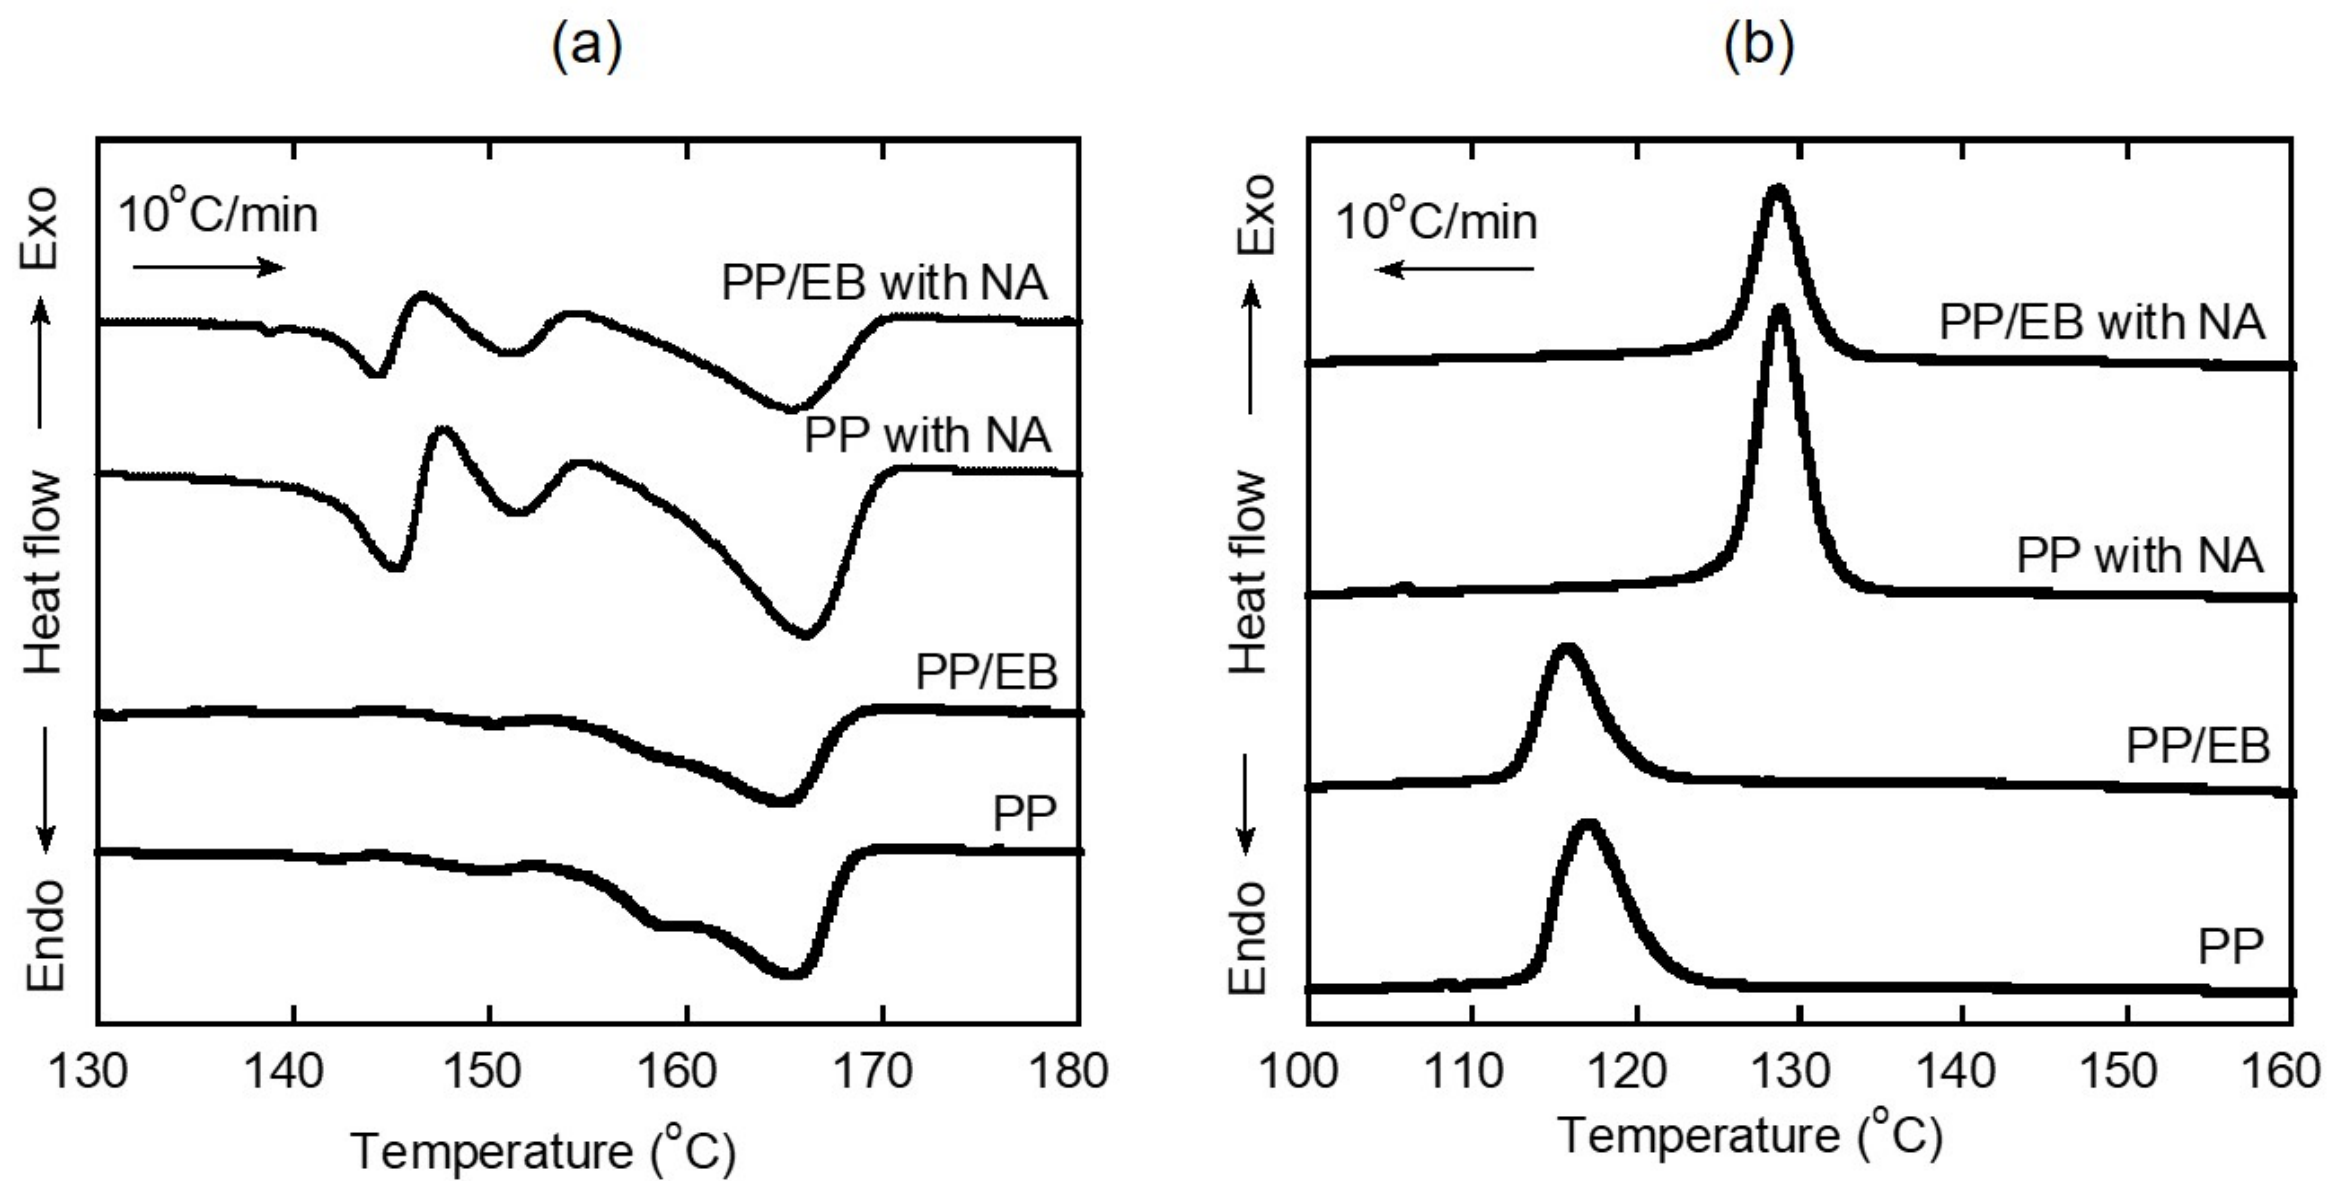 (a)
Exo
Heat flow
Endo
10°C/min
PP/EB with NA
PP with NA
PP/EB
PP
130 140 150 160 170 180
Temperature (°C)
(b)
Exo
Heat flow
Endo
10°C/min
PP/EB with NA
PP with NA
PP/EB
PP
100 110 120 130 140 150 160
Temperature (°C)